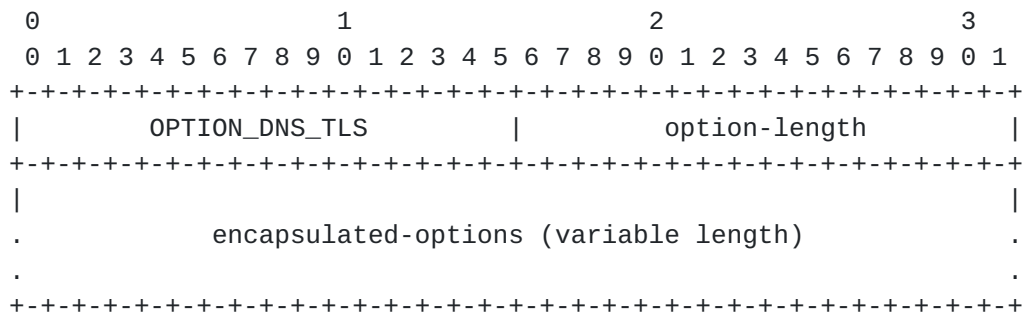 0                   1                   2                   3
 0 1 2 3 4 5 6 7 8 9 0 1 2 3 4 5 6 7 8 9 0 1 2 3 4 5 6 7 8 9 0 1
+-+-+-+-+-+-+-+-+-+-+-+-+-+-+-+-+-+-+-+-+-+-+-+-+-+-+-+-+-+-+-+-+
|        OPTION_DNS_TLS         |         option-length         |
+-+-+-+-+-+-+-+-+-+-+-+-+-+-+-+-+-+-+-+-+-+-+-+-+-+-+-+-+-+-+-+-+
|                                                               |
.            encapsulated-options (variable length)             .
.                                                               .
+-+-+-+-+-+-+-+-+-+-+-+-+-+-+-+-+-+-+-+-+-+-+-+-+-+-+-+-+-+-+-+-+